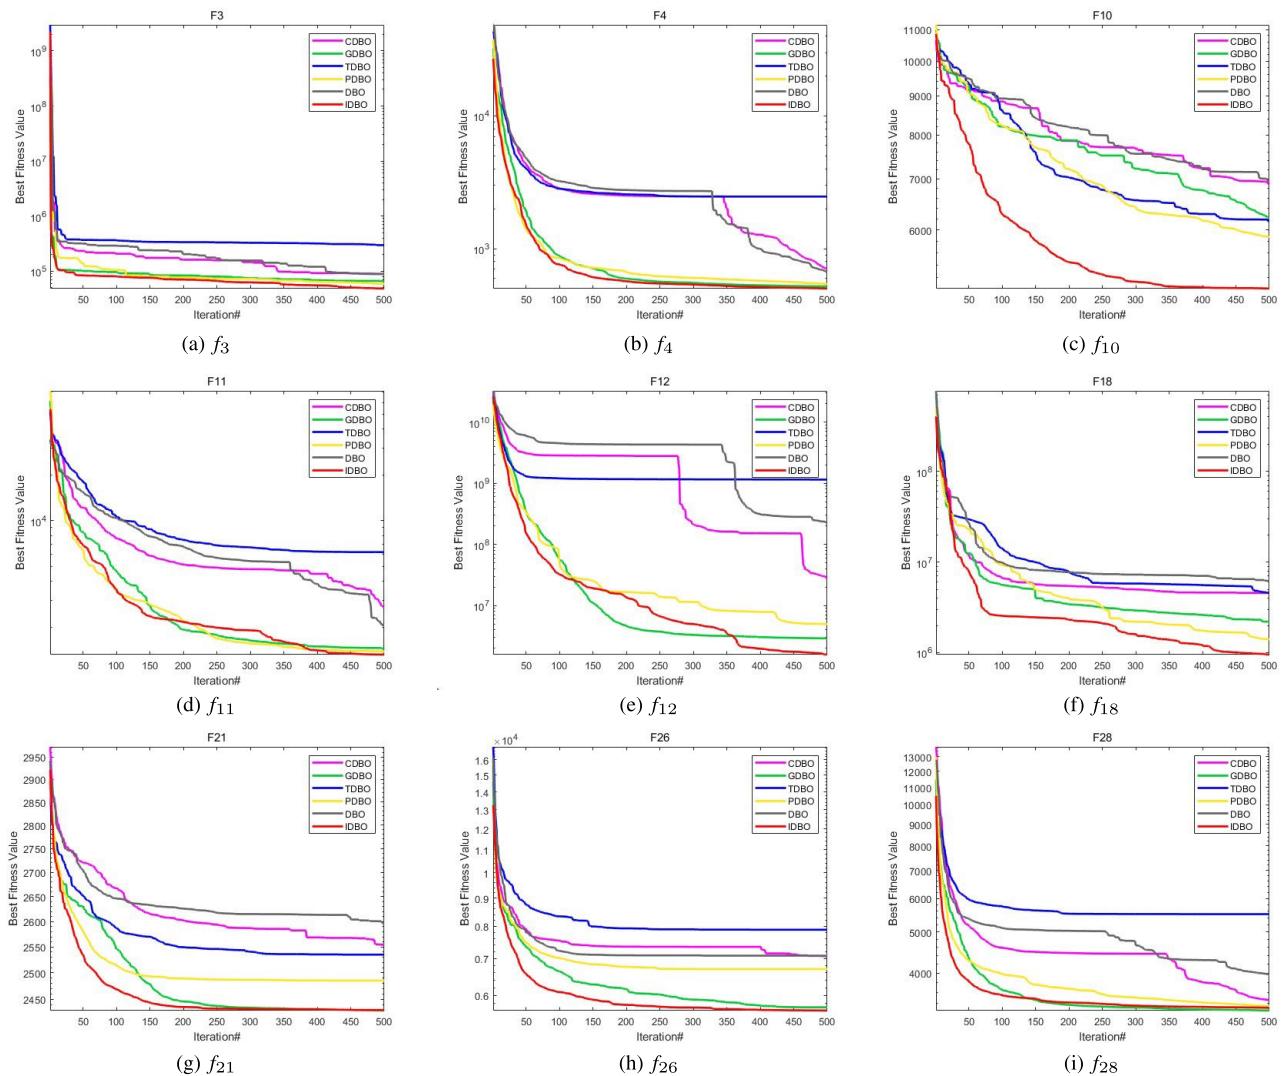 F3
10^9
10^8
10^7
10^6
10^5
Best Fitness Value
CDBO
GDBO
TDBO
PDBO
DBO
IDBO
50 100 150 200 250 300 350 400 450 500
Iteration#
(a) f_3
F4
10^4
10^3
Best Fitness Value
CDBO
GDBO
TDBO
PDBO
DBO
IDBO
50 100 150 200 250 300 350 400 450 500
Iteration#
(b) f_4
F10
11000
10000
9000
8000
7000
6000
Best Fitness Value
CDBO
GDBO
TDBO
PDBO
DBO
IDBO
50 100 150 200 250 300 350 400 450 500
Iteration#
(c) f_10
F11
10^4
Best Fitness Value
CDBO
GDBO
TDBO
PDBO
DBO
IDBO
50 100 150 200 250 300 350 400 450 500
Iteration#
(d) f_11
F12
10^10
10^9
10^8
10^7
Best Fitness Value
CDBO
GDBO
TDBO
PDBO
DBO
IDBO
50 100 150 200 250 300 350 400 450 500
Iteration#
(e) f_12
F18
10^8
10^7
10^6
Best Fitness Value
CDBO
GDBO
TDBO
PDBO
DBO
IDBO
50 100 150 200 250 300 350 400 450 500
Iteration#
(f) f_18
F21
2950
2900
2850
2800
2750
2700
2650
2600
2550
2500
2450
Best Fitness Value
CDBO
GDBO
TDBO
PDBO
DBO
IDBO
50 100 150 200 250 300 350 400 450 500
Iteration#
(g) f_21
F26
× 10^4
1.6
1.5
1.4
1.3
1.2
1.1
1
0.9
0.8
0.7
0.6
Best Fitness Value
CDBO
GDBO
TDBO
PDBO
DBO
IDBO
50 100 150 200 250 300 350 400 450 500
Iteration#
(h) f_26
F28
13000
12000
11000
10000
9000
8000
7000
6000
5000
4000
Best Fitness Value
CDBO
GDBO
TDBO
PDBO
DBO
IDBO
50 100 150 200 250 300 350 400 450 500
Iteration#
(i) f_28